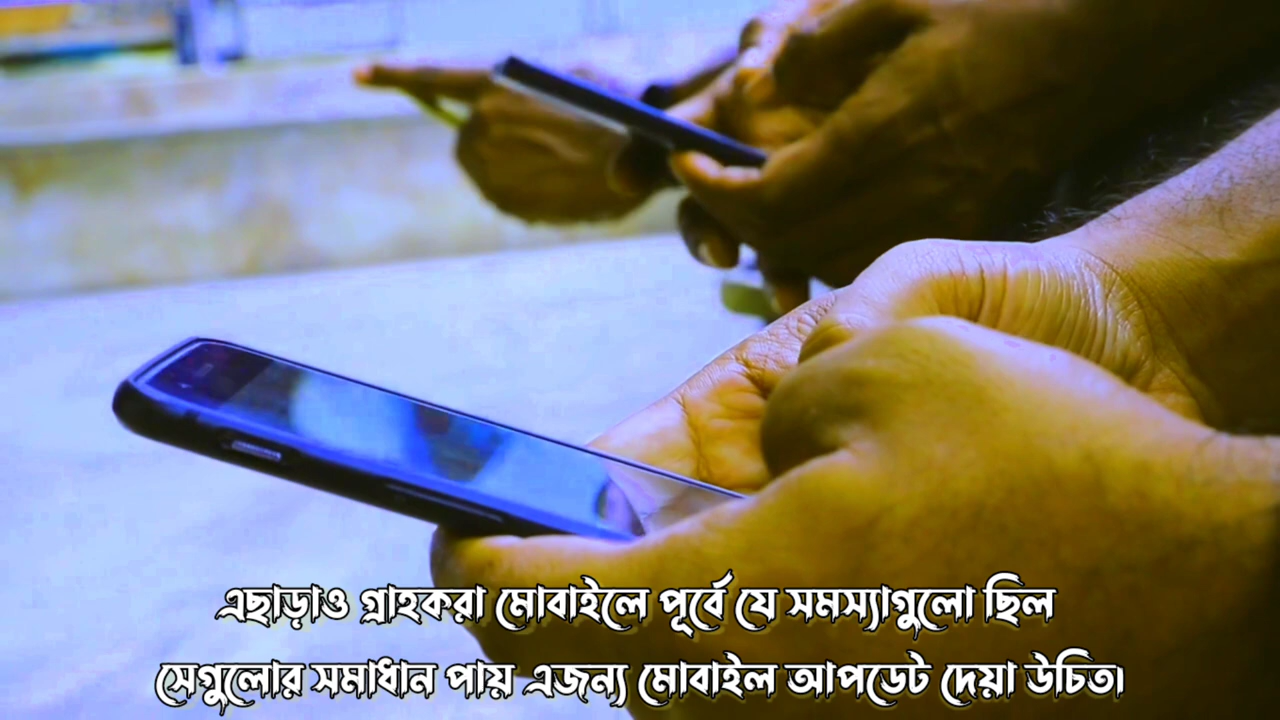 এছাড়াও গ্রাহকরা মোবাইলে পূর্বে যে সমস্যাগুলো ছিল
সেগুলোর সমাধান পায় এজন্য মোবাইল আপডেট দেয়া উচিত।